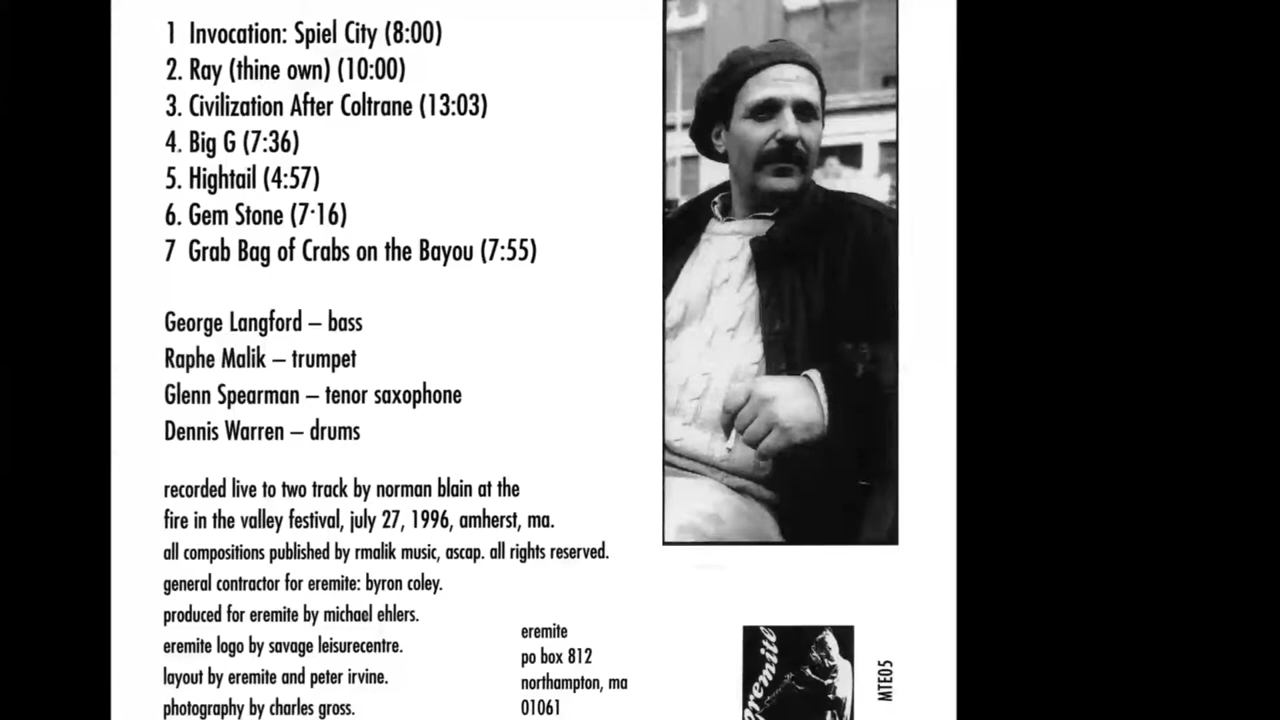 1 Invocation: Spiel City (8:00)
2. Ray (thine own) (10:00)
3. Civilization After Coltrane (13:03)
4. Big G (7:36)
5. Hightail (4:57)
6. Gem Stone (7·16)
7 Grab Bag of Crabs on the Bayou (7:55)
George Langford – bass
Raphe Malik – trumpet
Glenn Spearman – tenor saxophone
Dennis Warren – drums
recorded live to two track by norman blain at the
fire in the valley festival, july 27, 1996, amherst, ma.
all compositions published by rmalik music, ascap. all rights reserved.
general contractor for eremite: byron coley.
produced for eremite by michael ehlers.
eremite logo by savage leisurecentre.
layout by eremite and peter irvine.
photography by charles gross.
eremite
po box 812
northampton, ma
01061
eremite
MTE05